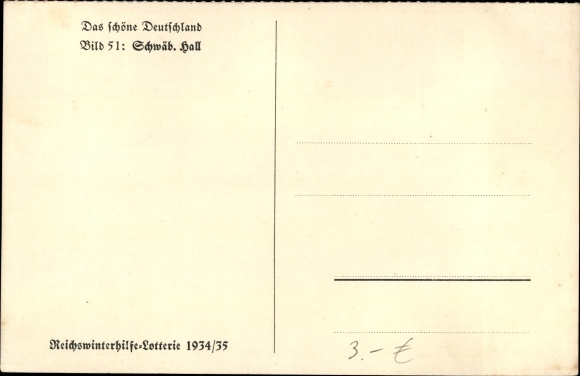 Das schöne Deutschland
Bild 51: Schwäb. Hall
Reichswinterhilfe-Lotterie 1934/35
3.- €